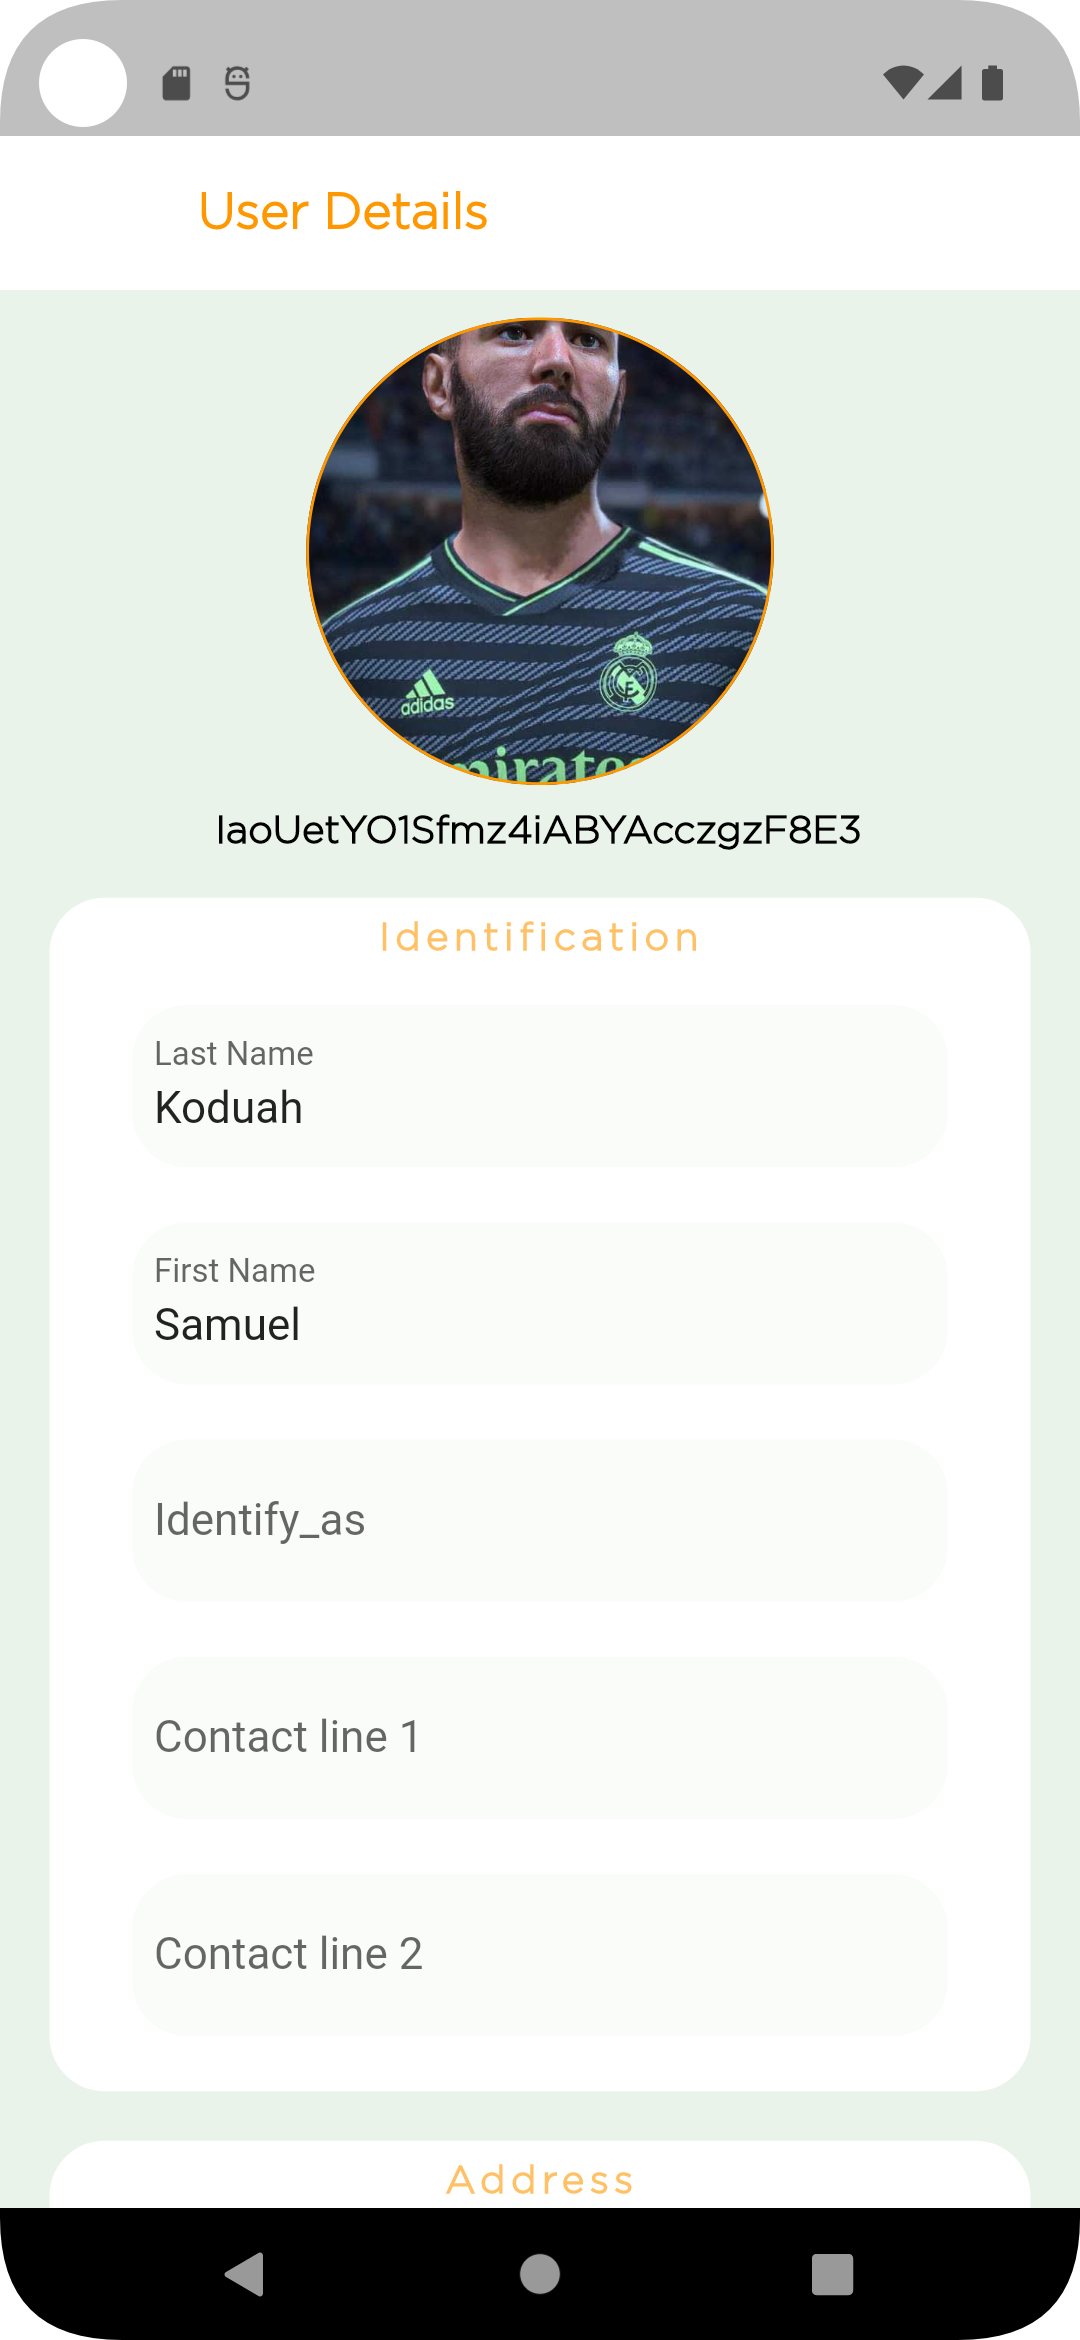 User Details
adidas
mirates
IaoUetYO1Sfmz4iABYAcczgzF8E3
Identification
Last Name
Koduah
First Name
Samuel
Identify_as
Contact line 1
Contact line 2
Address